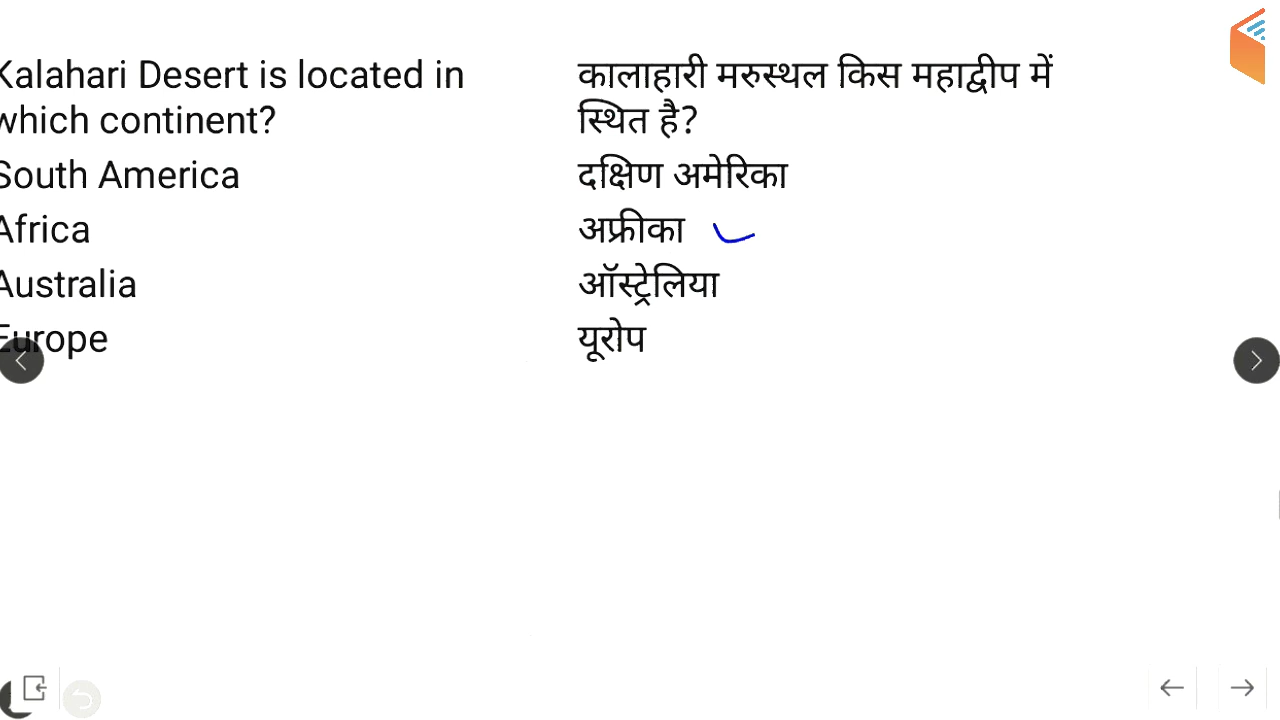 Kalahari Desert is located in
which continent?
South America
Africa
Australia
Europe
कालाहारी मरुस्थल किस महाद्वीप में
स्थित है?
दक्षिण अमेरिका
अफ्रीका
ऑस्ट्रेलिया
यूरोप